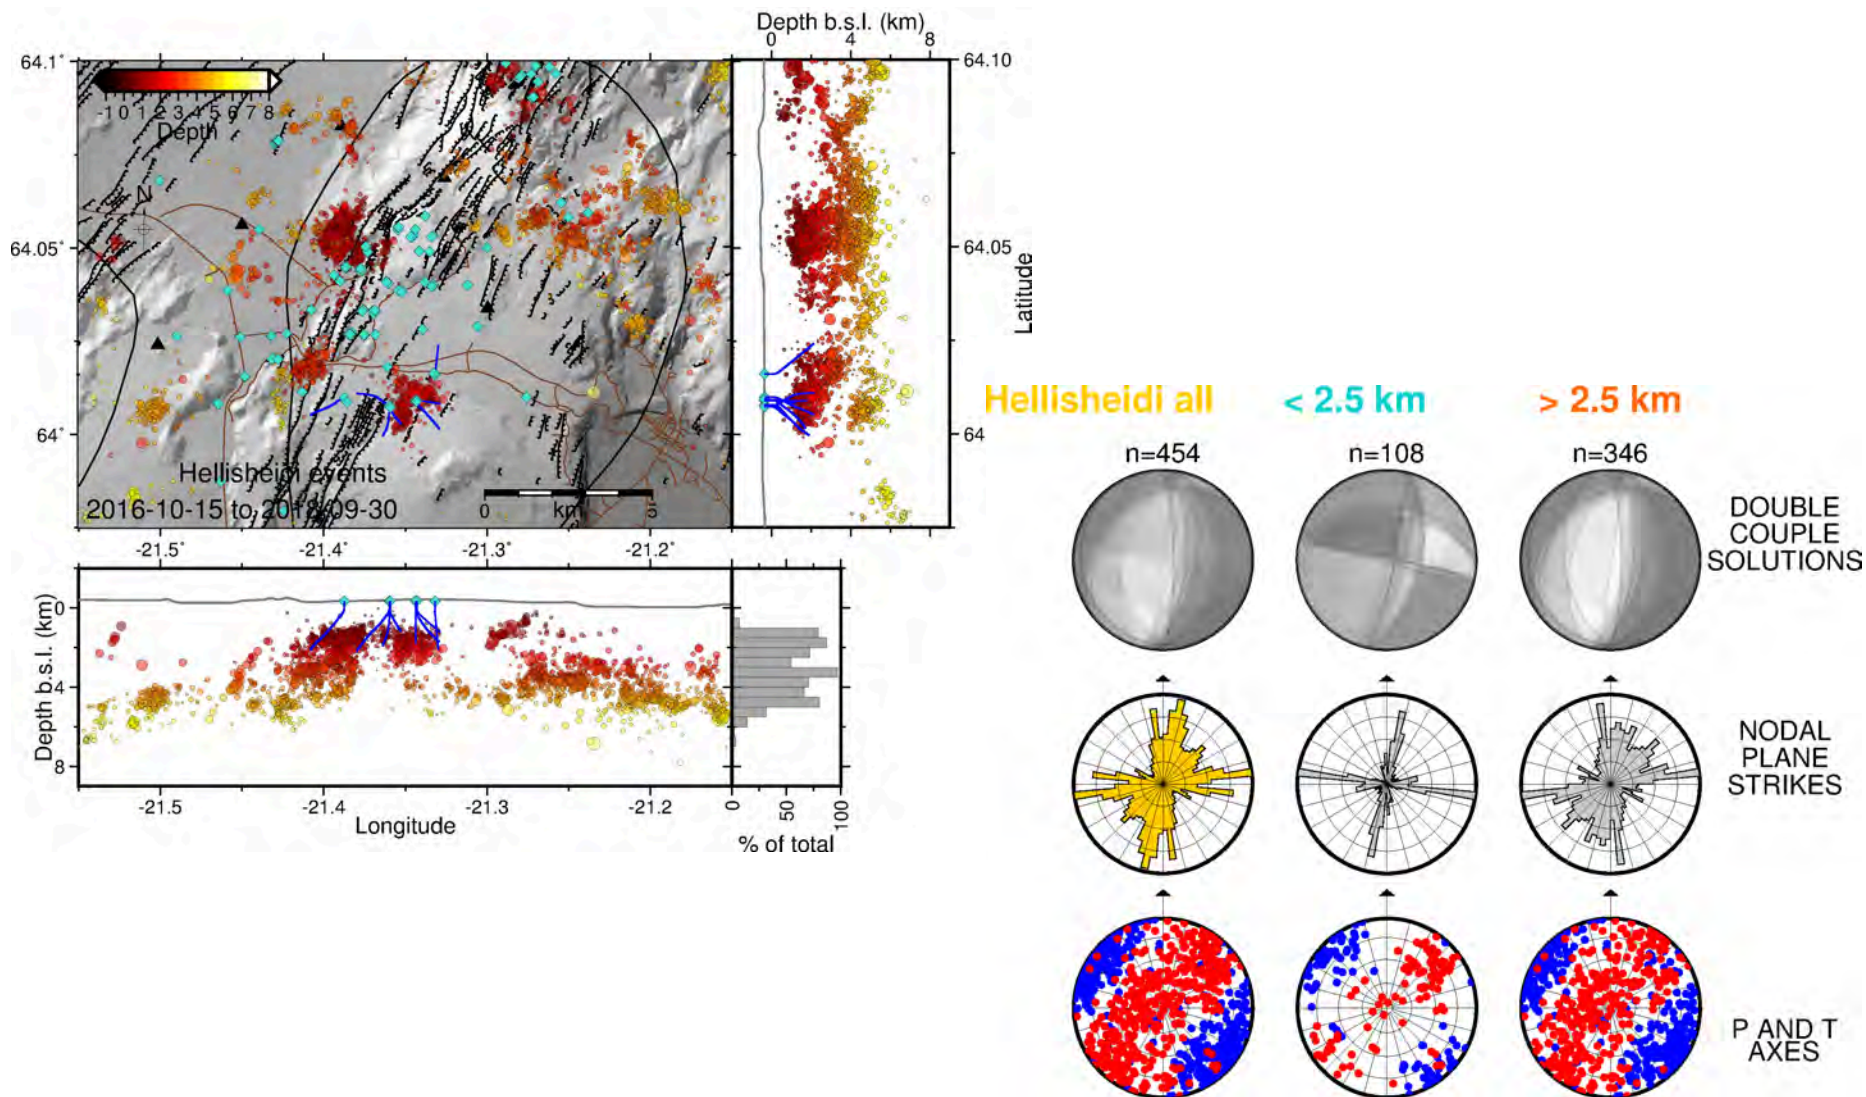 Depth b.s.l. (km)
0 4 8
64.1°
64.05°
64°
-1 0 1 2 3 4 5 6 7 8
Depth
N
Hellisheidi events
2016-10-15 to 2018-09-30
0 km 5
-21.5° -21.4° -21.3° -21.2°
64.10
64.05
64
Latitude
Depth b.s.l. (km)
0
4
8
-21.5 -21.4 -21.3 -21.2
Longitude
0 50 100
% of total
Hellisheidi all < 2.5 km > 2.5 km
n=454 n=108 n=346
DOUBLE
COUPLE
SOLUTIONS
NODAL
PLANE
STRIKES
P AND T
AXES